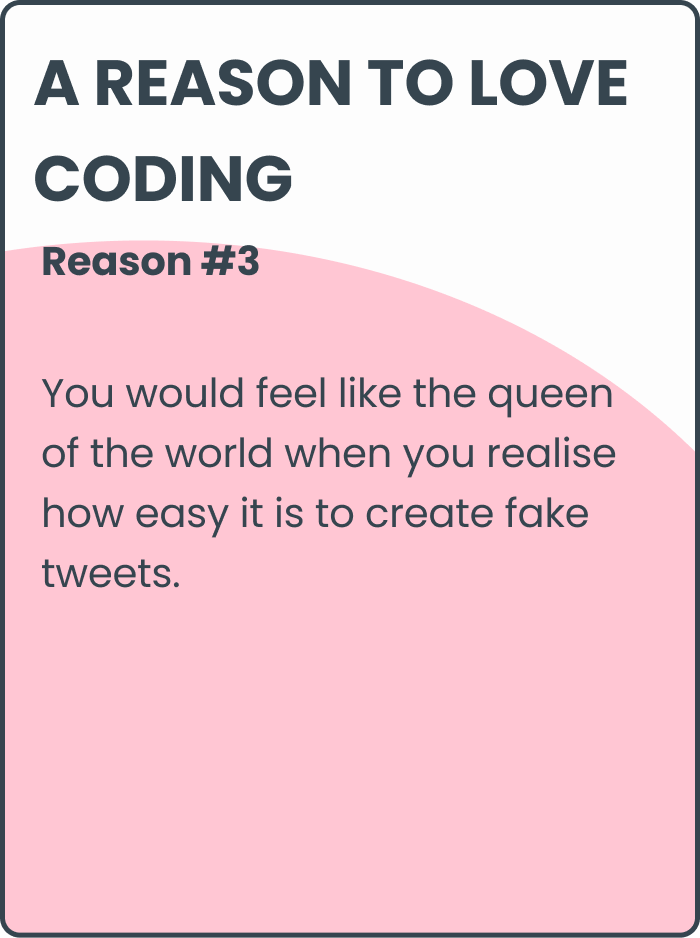 A REASON TO LOVE
CODING
Reason #3
You would feel like the queen
of the world when you realise
how easy it is to create fake
tweets.